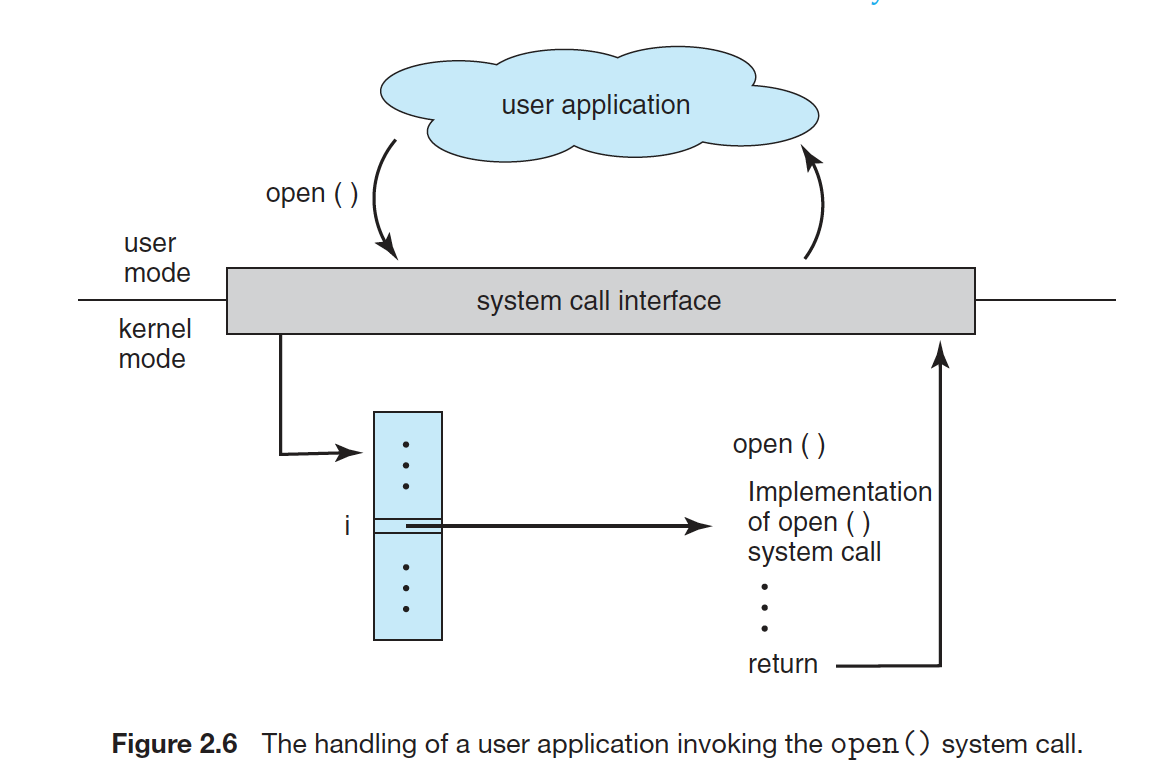 user application
open ( )
user
mode
system call interface
kernel
mode
open ( )
Implementation
i
of open ( )
system call
return
Figure 2.6 The handling of a user application invoking the open() system call.